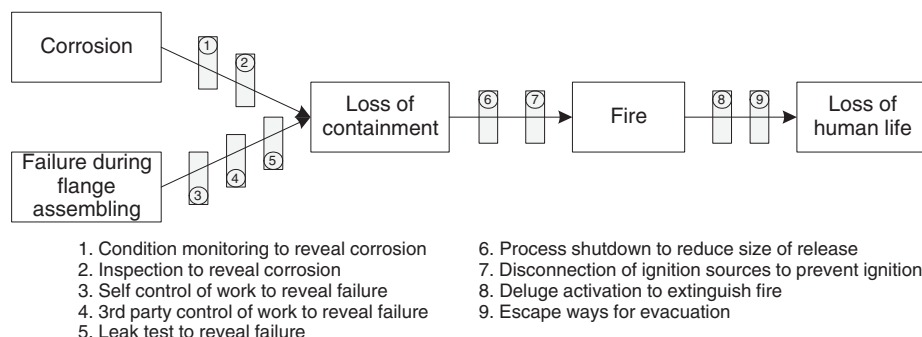 Corrosion
1
2
Loss of
containment
6
7
Fire
8
9
Loss of
human life
Failure during
flange
assembling
3
4
5
1. Condition monitoring to reveal corrosion
2. Inspection to reveal corrosion
3. Self control of work to reveal failure
4. 3rd party control of work to reveal failure
5. Leak test to reveal failure
6. Process shutdown to reduce size of release
7. Disconnection of ignition sources to prevent ignition
8. Deluge activation to extinguish fire
9. Escape ways for evacuation